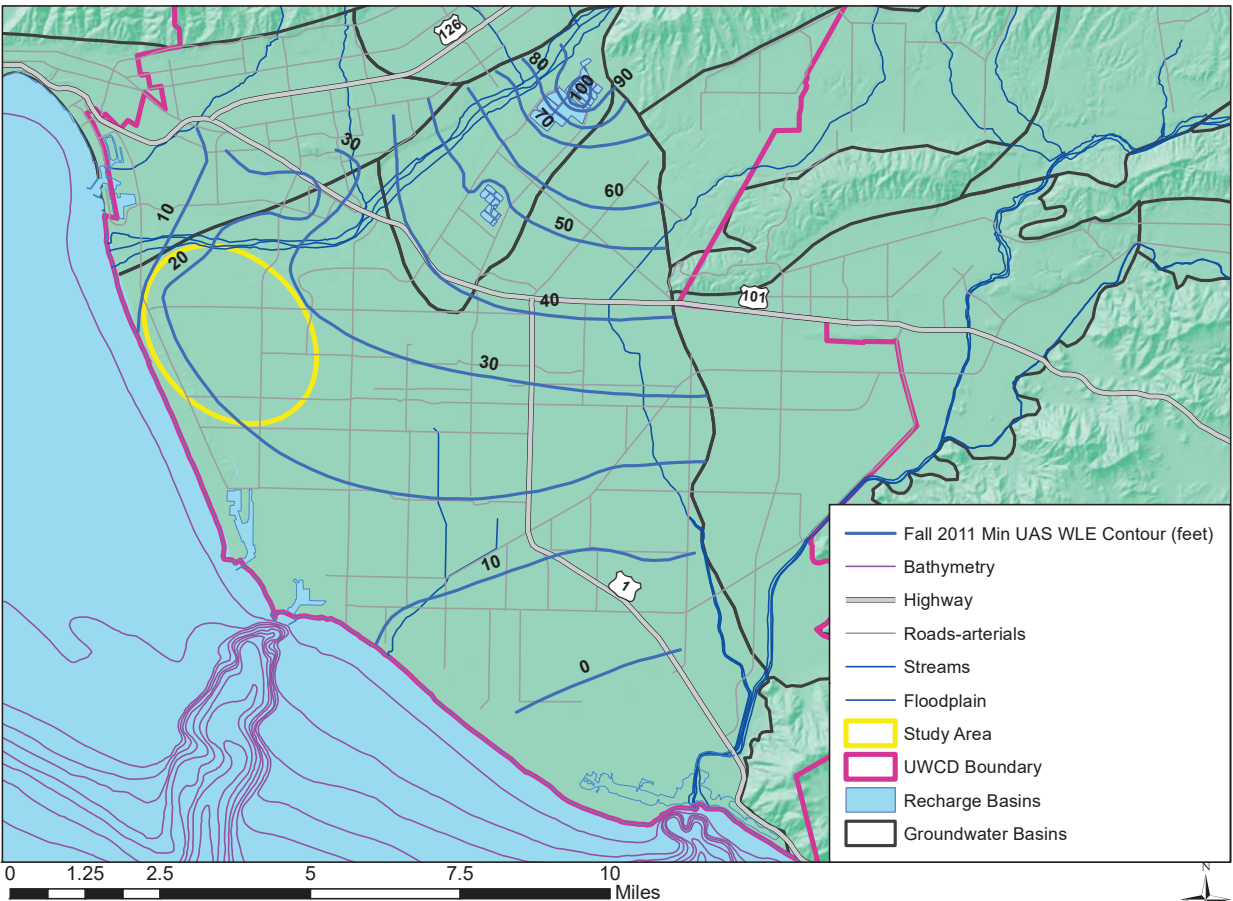 126
80
100
90
70
30
60
10
50
20
101
40
30
10
1
0
Fall 2011 Min UAS WLE Contour (feet)
Bathymetry
Highway
Roads-arterials
Streams
Floodplain
Study Area
UWCD Boundary
Recharge Basins
Groundwater Basins
0 1.25 2.5 5 7.5 10
Miles
N